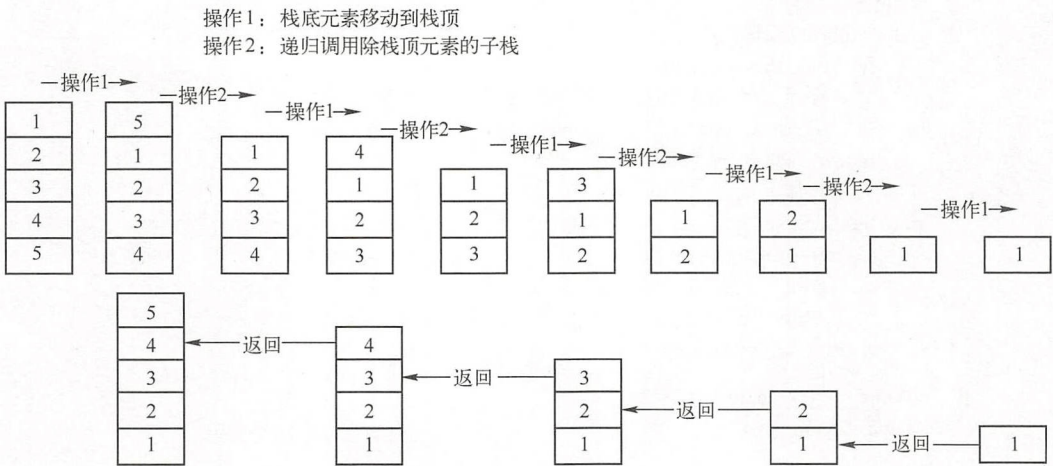 操作1：栈底元素移动到栈顶
操作2：递归调用除栈顶元素的子栈
操作1 操作2 操作1 操作2 操作1 操作2 操作1 操作2 操作1
1 5
2 1 1 4
3 2 2 1 1 3
4 3 3 2 2 1 1 2
5 4 4 3 3 2 2 1 1 1
5
4 返回 4
3 3 返回 3
2 2 2 返回 2
1 1 1 1 返回 1